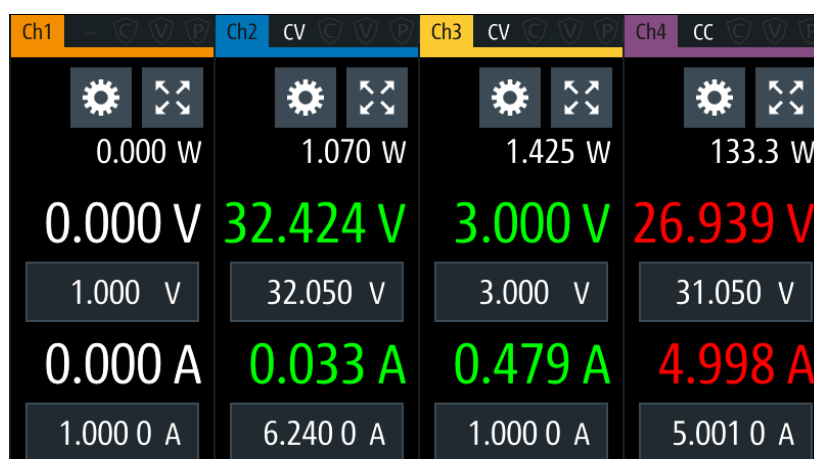 Ch1 -- C V P Ch2 CV C V P Ch3 CV C V P Ch4 CC C V P
0.000 W 1.070 W 1.425 W 133.3 W
0.000 V 32.424 V 3.000 V 26.939 V
1.000 V 32.050 V 3.000 V 31.050 V
0.000 A 0.033 A 0.479 A 4.998 A
1.000 0 A 6.240 0 A 1.000 0 A 5.001 0 A